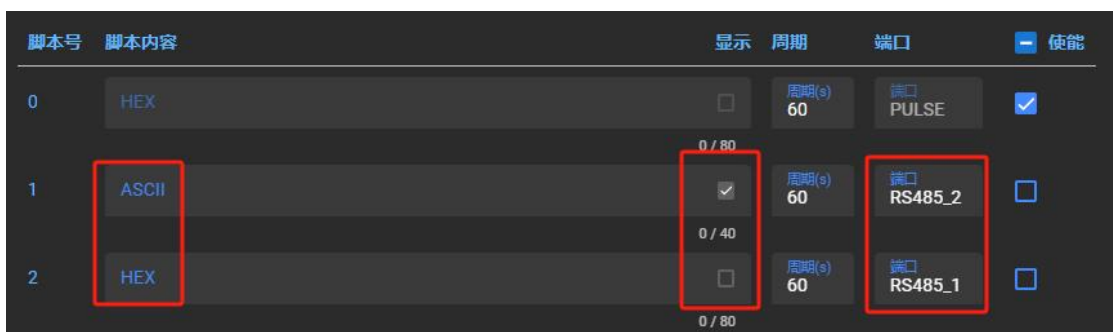 脚本号 脚本内容 显示 周期 端口 使能
0 HEX 周期(s) 60 端口 PULSE
0 / 80
1 ASCII 周期(s) 60 端口 RS485_2
0 / 40
2 HEX 周期(s) 60 端口 RS485_1
0 / 80